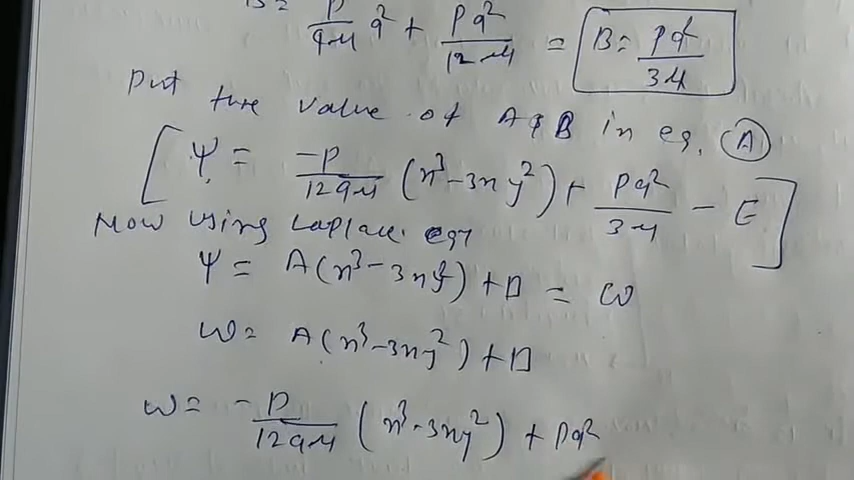 B = P/9μ a² + Pa²/12μ = B = Pa²/3μ
Put the value of A & B in eq. (A)
[ψ = -P/12aμ (x³ - 3xy²) + Pa²/3μ - E]
Now using Laplace eqn
ψ = A(x³ - 3xy²) + B = ω
ω = A(x³ - 3xy²) + B
ω = -P/12aμ (x³ - 3xy²) + Pa²